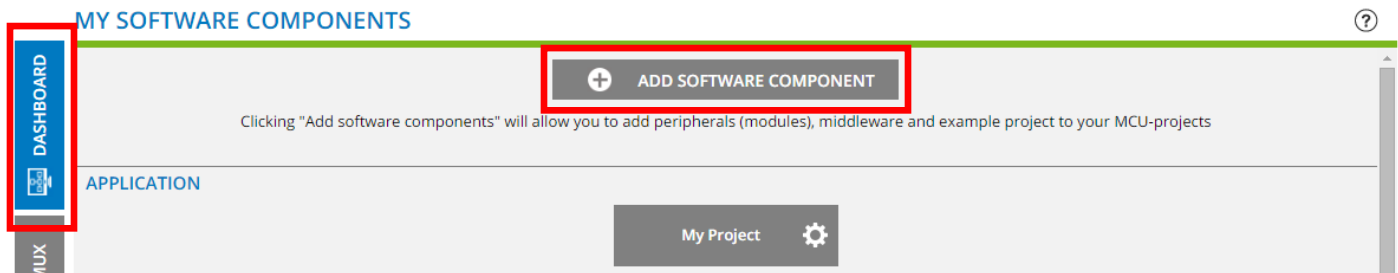 MY SOFTWARE COMPONENTS
?
DASHBOARD
ADD SOFTWARE COMPONENT
Clicking "Add software components" will allow you to add peripherals (modules), middleware and example project to your MCU-projects
APPLICATION
My Project